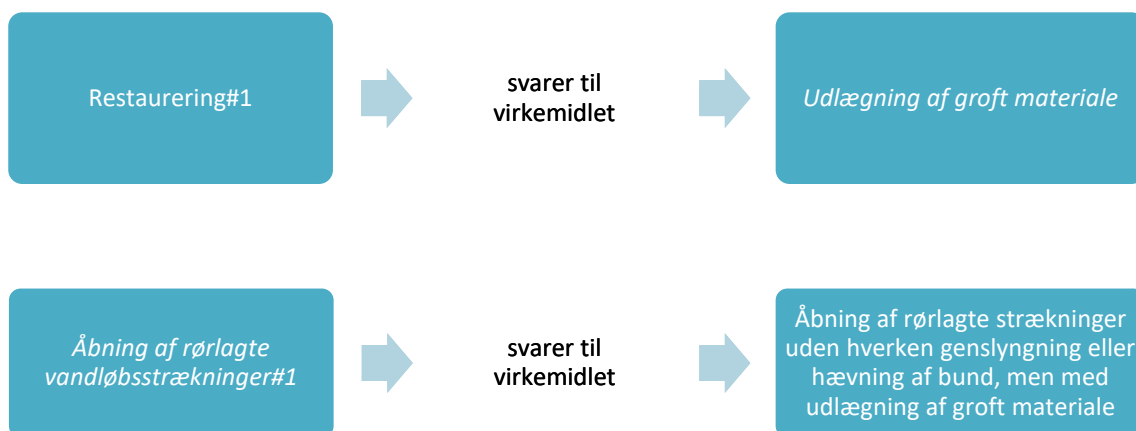 Restaurering#1
svarer til
virkemidlet
Udlægning af groft materiale
Åbning af rørlagte
vandløbsstrækninger#1
svarer til
virkemidlet
Åbning af rørlagte strækninger
uden hverken genslyngning eller
hævning af bund, men med
udlægning af groft materiale